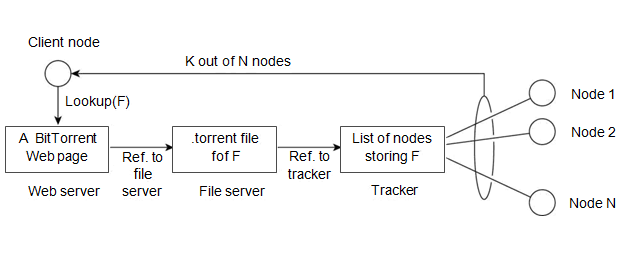 Client node
K out of N nodes
Lookup(F)
A BitTorrent
Web page
Web server
Ref. to
file
server
.torrent file
fof F
File server
Ref. to
tracker
List of nodes
storing F
Tracker
Node 1
Node 2
Node N